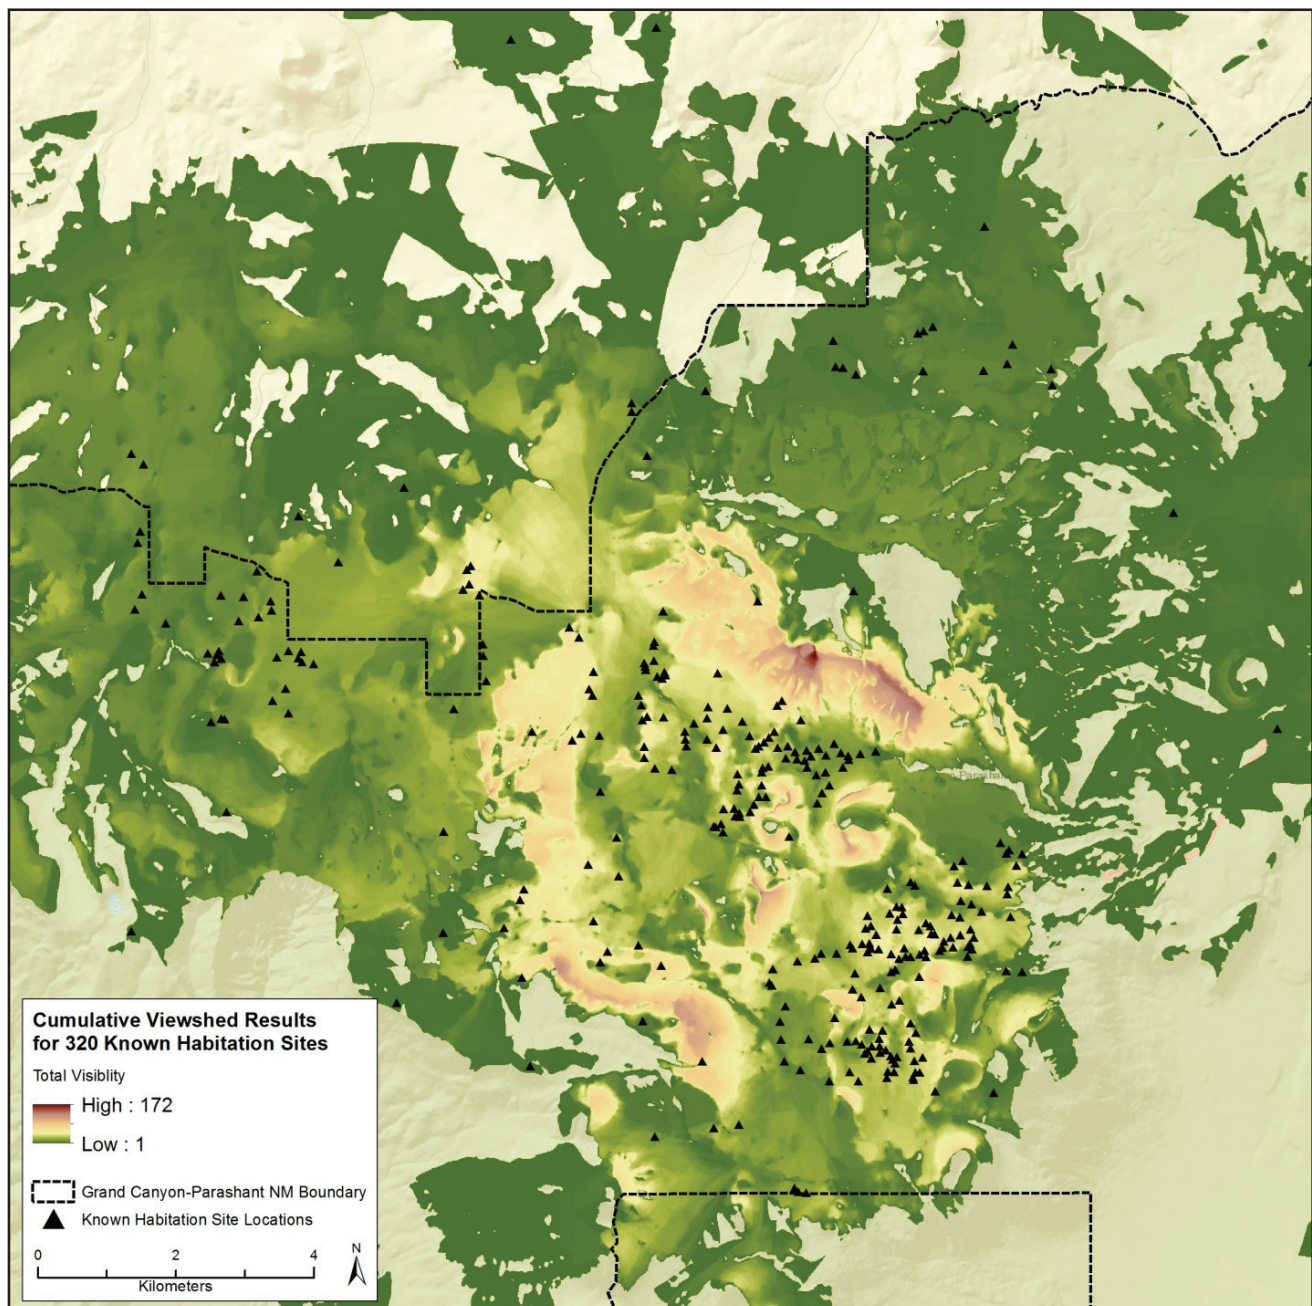 n-Parashan
Cumulative Viewshed Results
for 320 Known Habitation Sites
Total Visiblity
High : 172
Low : 1
Grand Canyon-Parashant NM Boundary
Known Habitation Site Locations
0 2 4
N
Kilometers